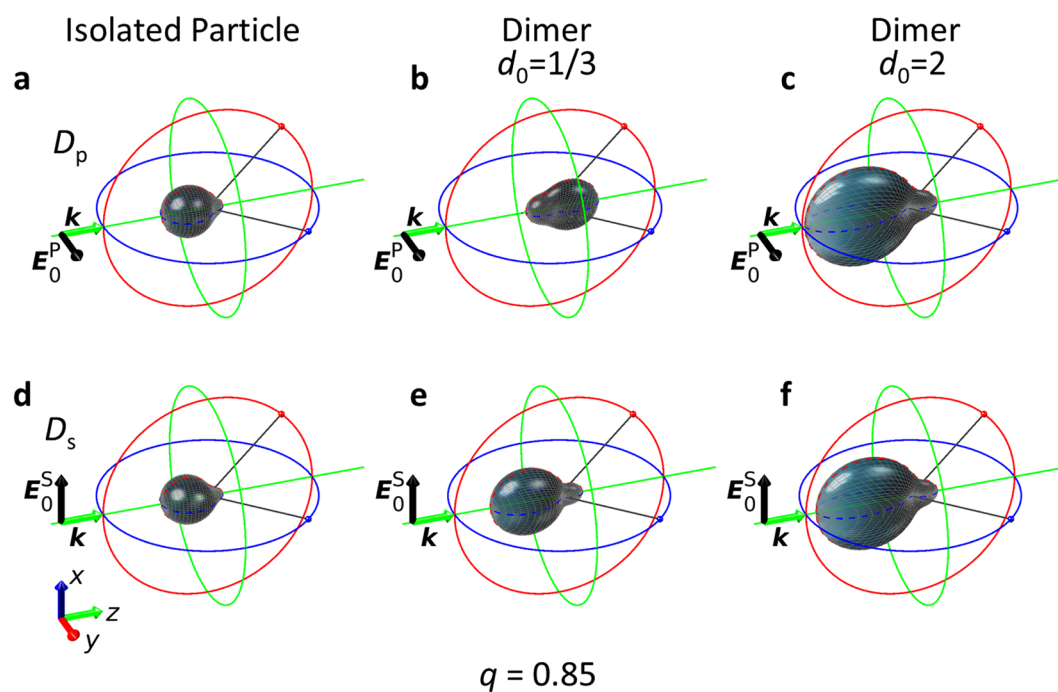 Isolated Particle
Dimer
d₀=1/3
Dimer
d₀=2
a
b
c
Dₚ
k
E₀ᴾ
k
E₀ᴾ
k
E₀ᴾ
d
e
f
Dₛ
E₀ˢ
k
E₀ˢ
k
E₀ˢ
k
x
z
y
q = 0.85